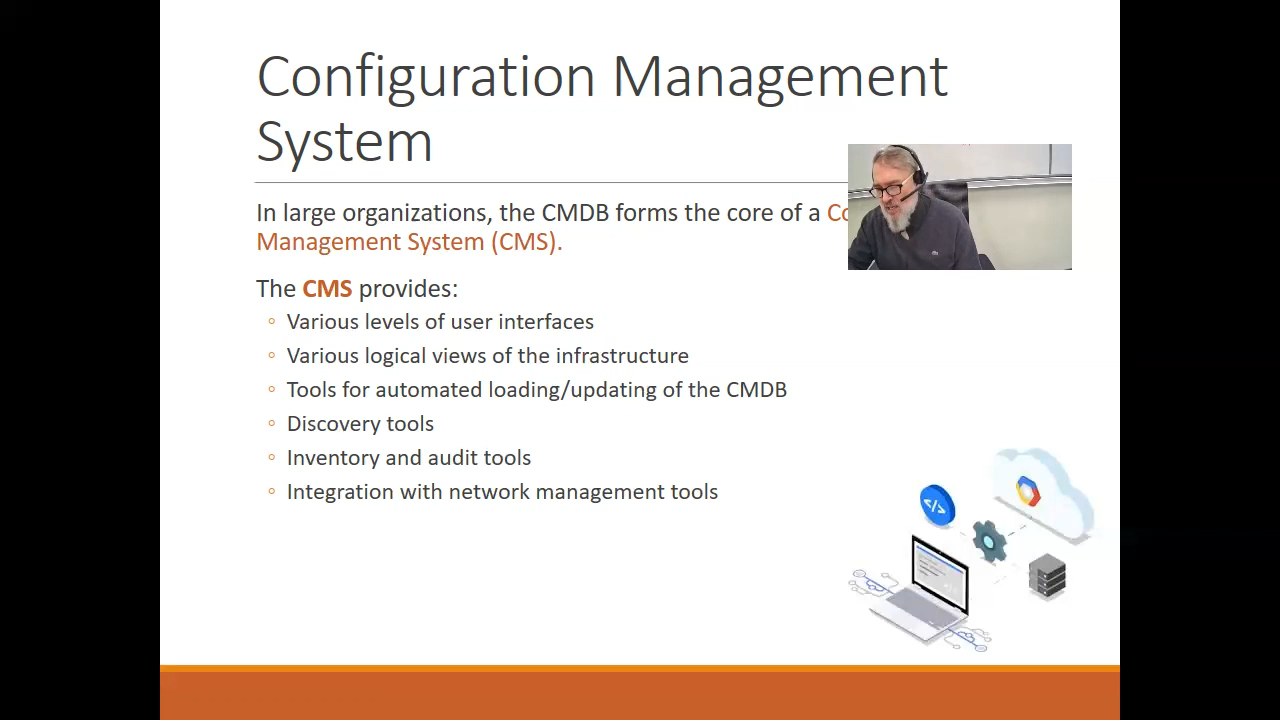 Configuration Management
System
In large organizations, the CMDB forms the core of a
Management System (CMS).
The CMS provides:
◦ Various levels of user interfaces
◦ Various logical views of the infrastructure
◦ Tools for automated loading/updating of the CMDB
◦ Discovery tools
◦ Inventory and audit tools
◦ Integration with network management tools